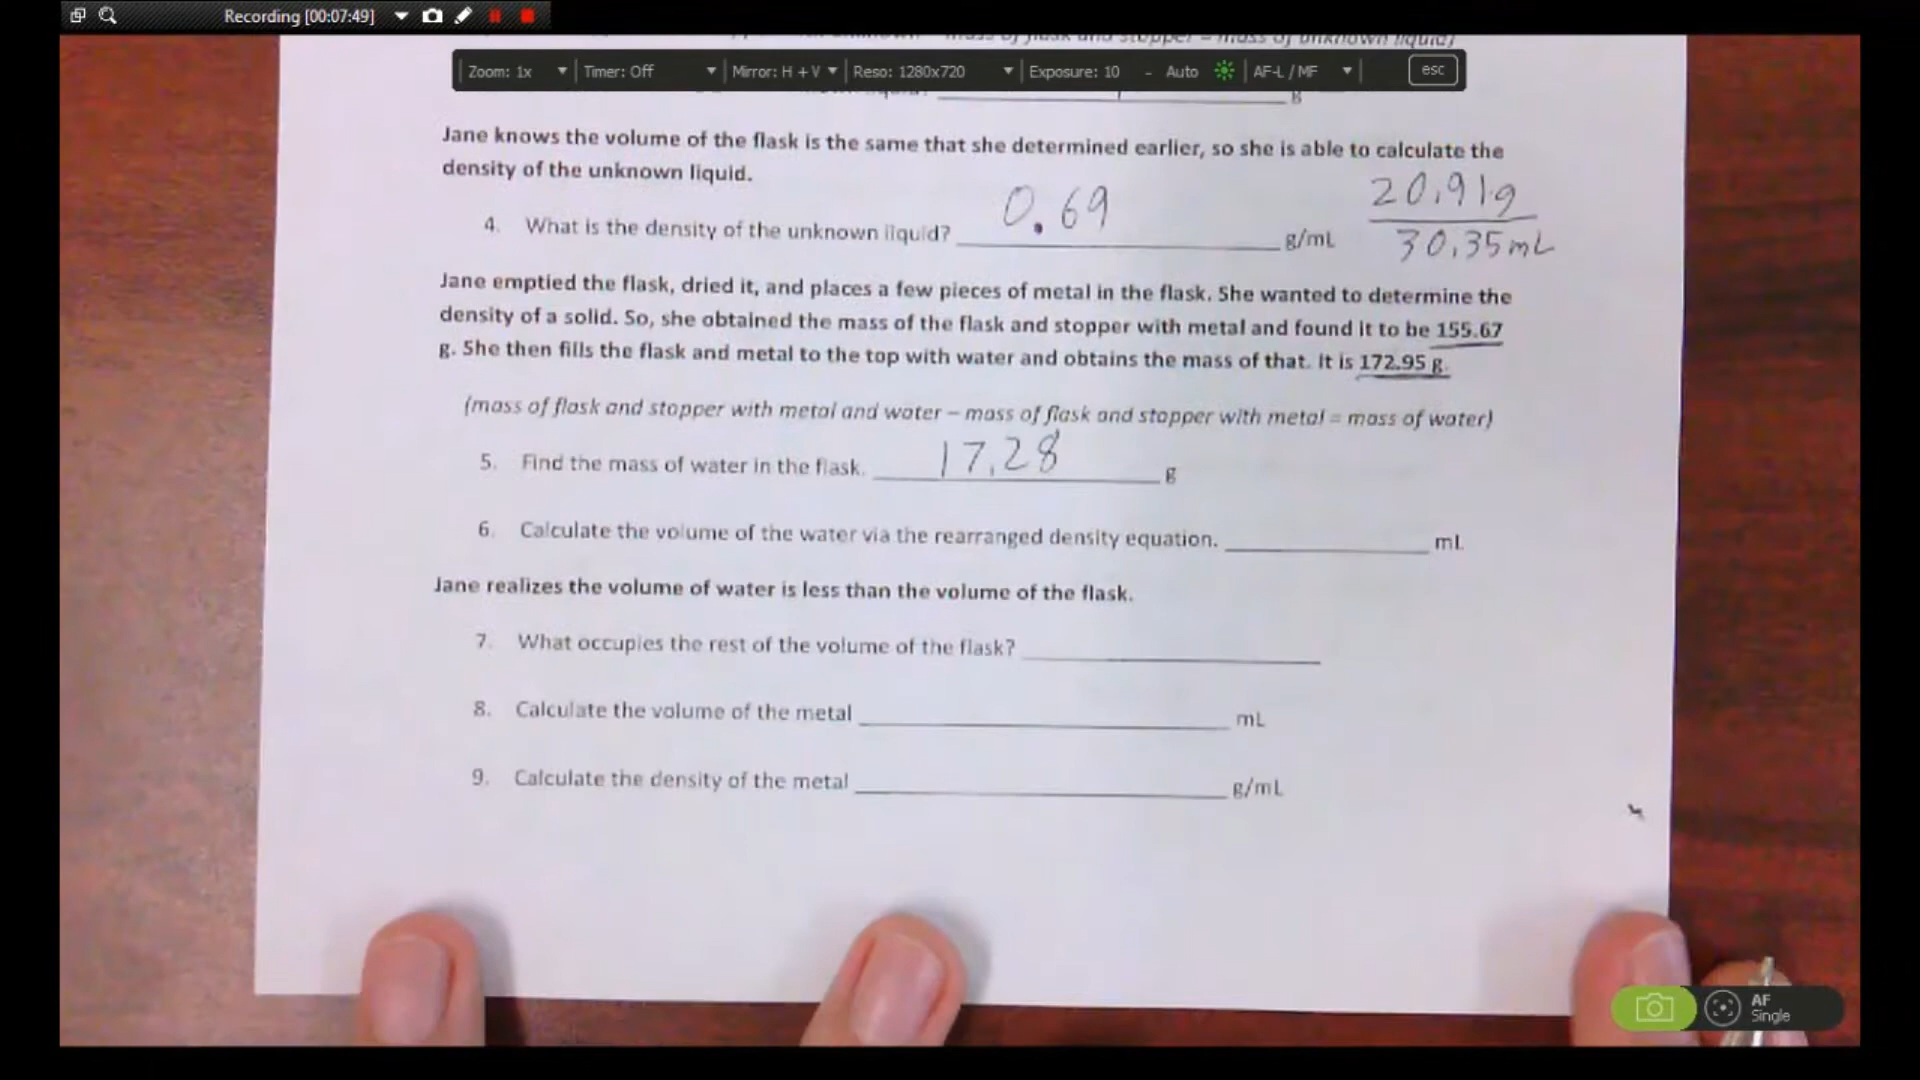 Recording [00:07:49]
mass of flask and stopper = mass of unknown liquid)
Zoom: 1x Timer: Off Mirror: H + V Reso: 1280x720 Exposure: 10 - Auto AF-L / MF esc
g
Jane knows the volume of the flask is the same that she determined earlier, so she is able to calculate the
density of the unknown liquid.
20.91g
4. What is the density of the unknown liquid? 0.69 g/mL
30.35mL
Jane emptied the flask, dried it, and places a few pieces of metal in the flask. She wanted to determine the
density of a solid. So, she obtained the mass of the flask and stopper with metal and found it to be 155.67
g. She then fills the flask and metal to the top with water and obtains the mass of that. It is 172.95 g.
(mass of flask and stopper with metal and water – mass of flask and stopper with metal = mass of water)
5. Find the mass of water in the flask. 17.28 g
6. Calculate the volume of the water via the rearranged density equation. mL
Jane realizes the volume of water is less than the volume of the flask.
7. What occupies the rest of the volume of the flask?
8. Calculate the volume of the metal mL
9. Calculate the density of the metal g/mL
AF
Single